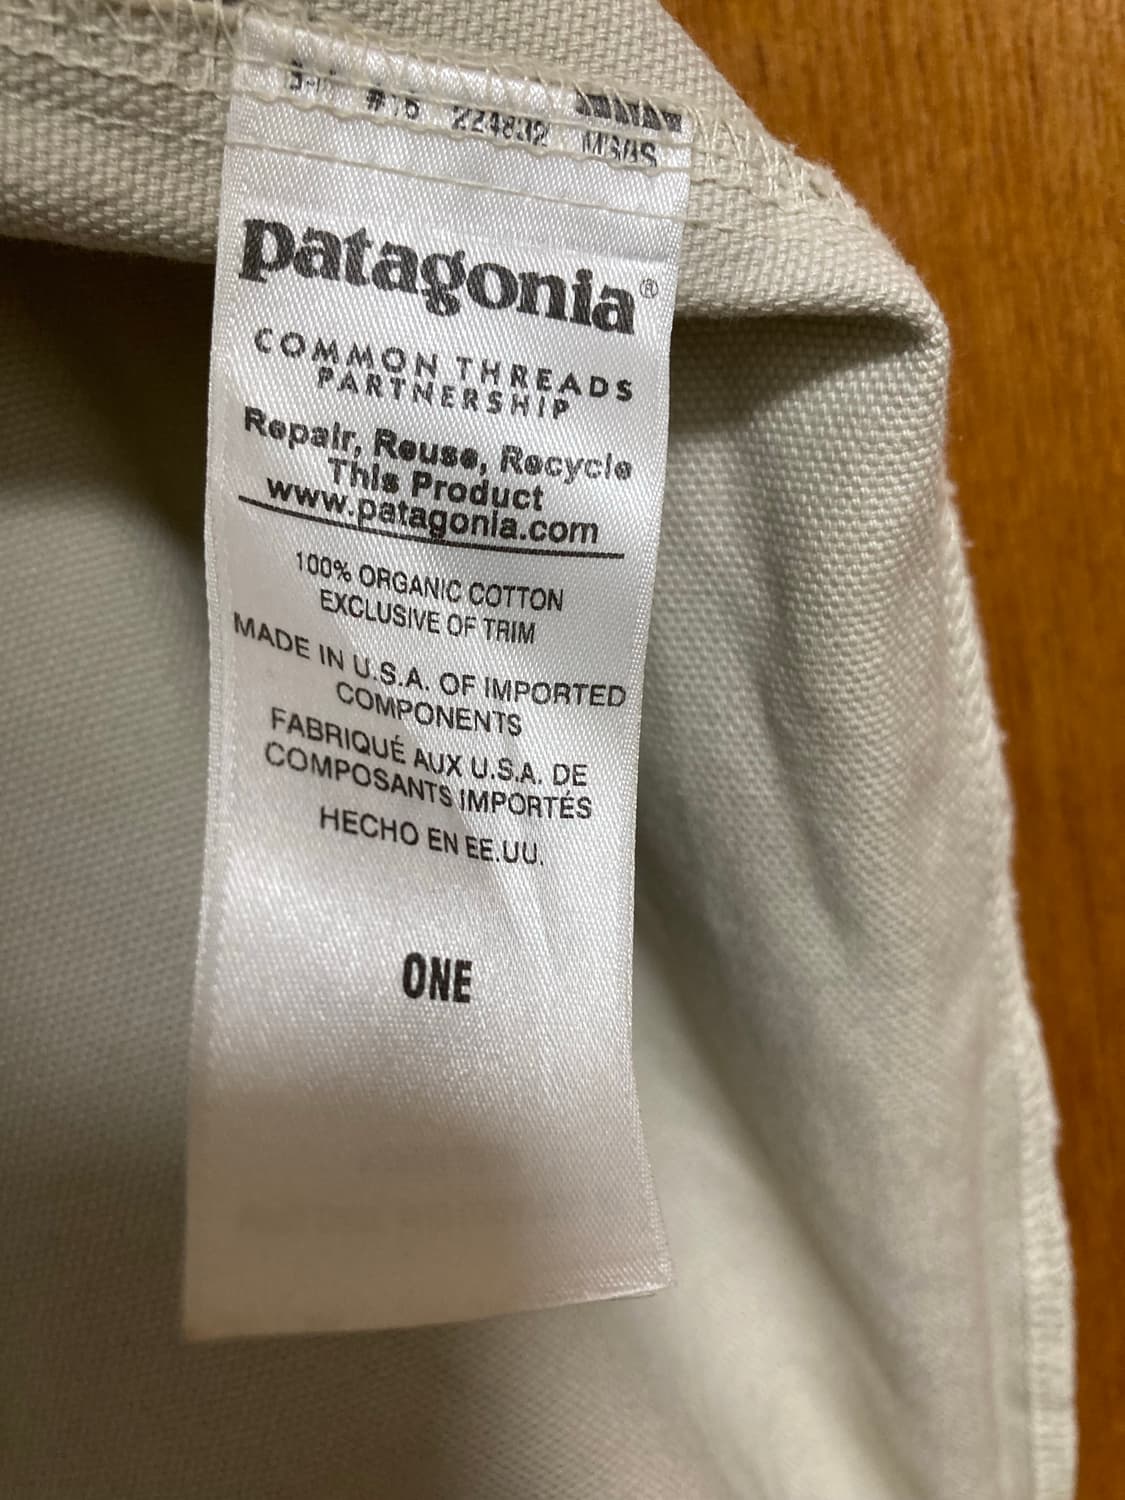 patagonia®
COMMON THREADS
PARTNERSHIP
Repair, Reuse, Recycle
This Product
www.patagonia.com
100% ORGANIC COTTON
EXCLUSIVE OF TRIM
MADE IN U.S.A. OF IMPORTED
COMPONENTS
FABRIQUÉ AUX U.S.A. DE
COMPOSANTS IMPORTÉS
HECHO EN EE.UU.
ONE